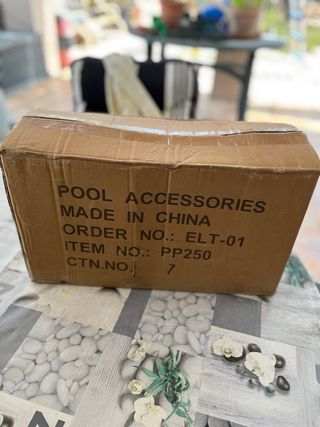 POOL ACCESSORIES
MADE IN CHINA
ORDER NO.: ELT-01
ITEM NO.: PP250
CTN.NO.: 7